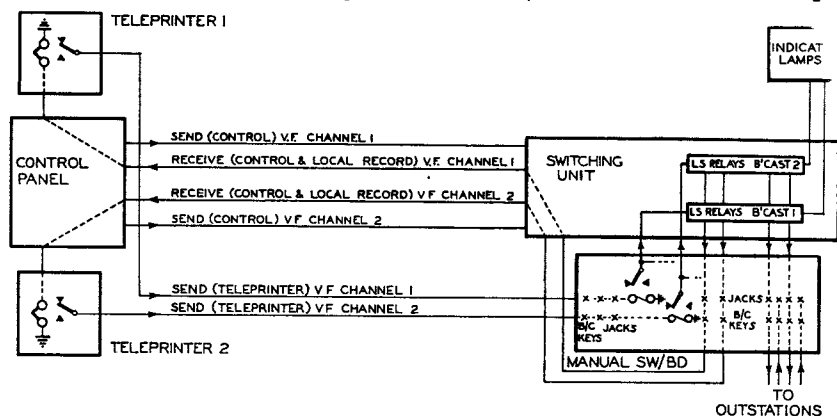 TELEPRINTER 1
INDICAT
LAMPS
CONTROL
PANEL
SEND (CONTROL) V.F. CHANNEL 1
RECEIVE (CONTROL & LOCAL RECORD) V.F. CHANNEL 1
RECEIVE (CONTROL & LOCAL RECORD) V F CHANNEL 2
SEND (CONTROL) V F CHANNEL 2
SWITCHING
UNIT
LS RELAYS B'CAST 2
LS RELAYS B'CAST 1
SEND (TELEPRINTER) V F CHANNEL 1
SEND (TELEPRINTER) V F CHANNEL 2
B/C JACKS
KEYS
JACKS
B/C
KEYS
MANUAL SW/BD
TELEPRINTER 2
TO
OUTSTATIONS